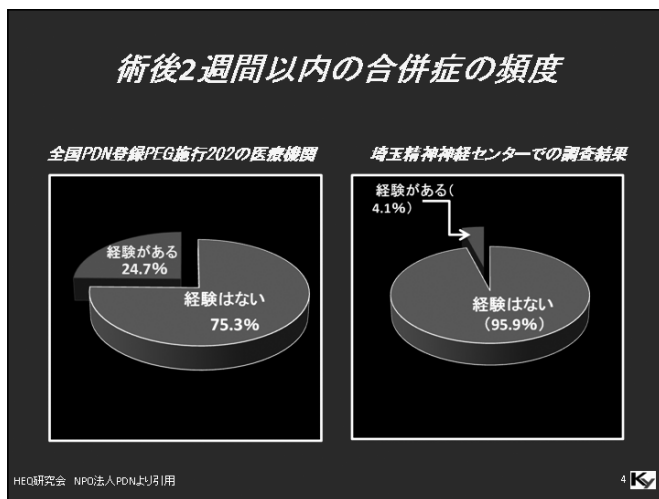 術後2週間以内の合併症の頻度
全国PDN登録PEG施行202の医療機関
埼玉精神神経センターでの調査結果
経験がある
24.7%
経験はない
75.3%
経験がある(
4.1%)
経験はない
(95.9%)
HEQ研究会 NPO法人PDNより引用
4
Ky